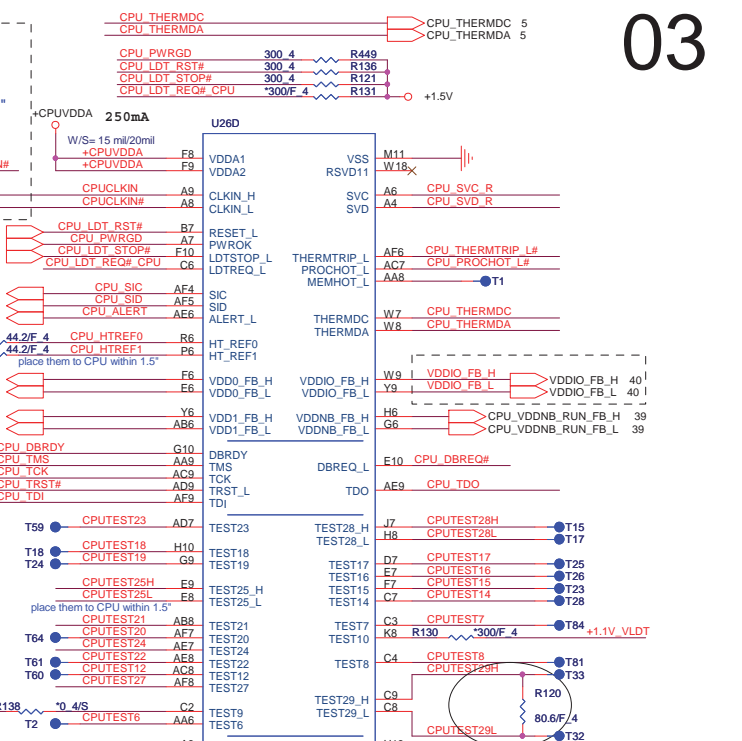 03
CPU_THERMDC CPU_THERMDC 5
CPU_THERMDA CPU_THERMDA 5
CPU_PWRGD 300_4 R449
CPU_LDT_RST# 300_4 R136
CPU_LDT_STOP# 300_4 R121
CPU_LDT_REQ#_CPU *300/F_4 R131
+1.5V
"
+CPUVDDA 250mA
U26D
W/S= 15 mil/20mil
+CPUVDDA F8 VDDA1 VSS M11
+CPUVDDA F9 VDDA2 RSVD11 W18
N#
CPUCLKIN A9 CLKIN_H SVC A6 CPU_SVC_R
CPUCLKIN# A8 CLKIN_L SVD A4 CPU_SVD_R
CPU_LDT_RST# B7 RESET_L
CPU_PWRGD A7 PWROK
CPU_LDT_STOP# F10 LDTSTOP_L THERMTRIP_L AF6 CPU_THERMTRIP_L#
CPU_LDT_REQ#_CPU C6 LDTREQ_L PROCHOT_L AC7 CPU_PROCHOT_L#
MEMHOT_L AA8 T1
CPU_SIC AF4 SIC
CPU_SID AF5 SID
CPU_ALERT AE6 ALERT_L
THERMDC W7 CPU_THERMDC
THERMDA W8 CPU_THERMDA
44.2/F_4 CPU_HTREF0 R6 HT_REF0
44.2/F_4 CPU_HTREF1 P6 HT_REF1
place them to CPU within 1.5"
F6 VDD0_FB_H VDDIO_FB_H W9 VDDIO_FB_H VDDIO_FB_H 40
E6 VDD0_FB_L VDDIO_FB_L Y9 VDDIO_FB_L VDDIO_FB_L 40
Y6 VDD1_FB_H VDDNB_FB_H H6 CPU_VDDNB_RUN_FB_H 39
AB6 VDD1_FB_L VDDNB_FB_L G6 CPU_VDDNB_RUN_FB_L 39
CPU_DBRDY G10 DBRDY
CPU_TMS AA9 TMS DBREQ_L E10 CPU_DBREQ#
CPU_TCK AC9 TCK
CPU_TRST# AD9 TRST_L TDO AE9 CPU_TDO
CPU_TDI AF9 TDI
T59 CPUTEST23 AD7 TEST23 TEST28_H J7 CPUTEST28H T15
TEST28_L H8 CPUTEST28L T17
T18 CPUTEST18 H10 TEST18
T24 CPUTEST19 G9 TEST19 TEST17 D7 CPUTEST17 T25
TEST16 E7 CPUTEST16 T26
CPUTEST25H E9 TEST25_H TEST15 F7 CPUTEST15 T23
CPUTEST25L E8 TEST25_L TEST14 C7 CPUTEST14 T28
place them to CPU within 1.5"
CPUTEST21 AB8 TEST21 TEST7 C3 CPUTEST7 T84
T64 CPUTEST20 AF7 TEST20 TEST10 K8 R130 *300/F_4 +1.1V_VLDT
CPUTEST24 AE7 TEST24
T61 CPUTEST22 AE8 TEST22 TEST8 C4 CPUTEST8 T81
T60 CPUTEST12 AC8 TEST12 CPUTEST29H T33
CPUTEST27 AF8 TEST27
TEST29_H C9 R120
R138 *0_4/S C2 TEST9 TEST29_L C8
T2 CPUTEST6 AA6 TEST6 80.6/F_4
CPUTEST29L T32